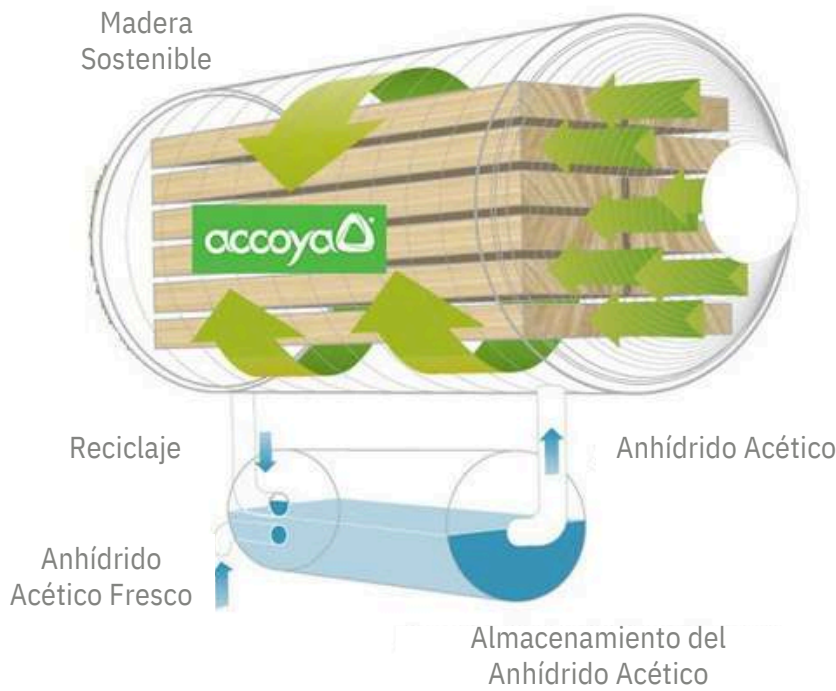 Madera
Sostenible
accoya
Reciclaje
Anhídrido Acético
Anhídrido
Acético Fresco
Almacenamiento del
Anhídrido Acético